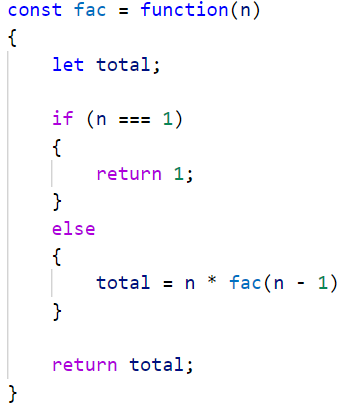 const fac = function(n)
{
    let total;

    if (n === 1)
    {
        return 1;
    }
    else
    {
        total = n * fac(n - 1)
    }

    return total;
}